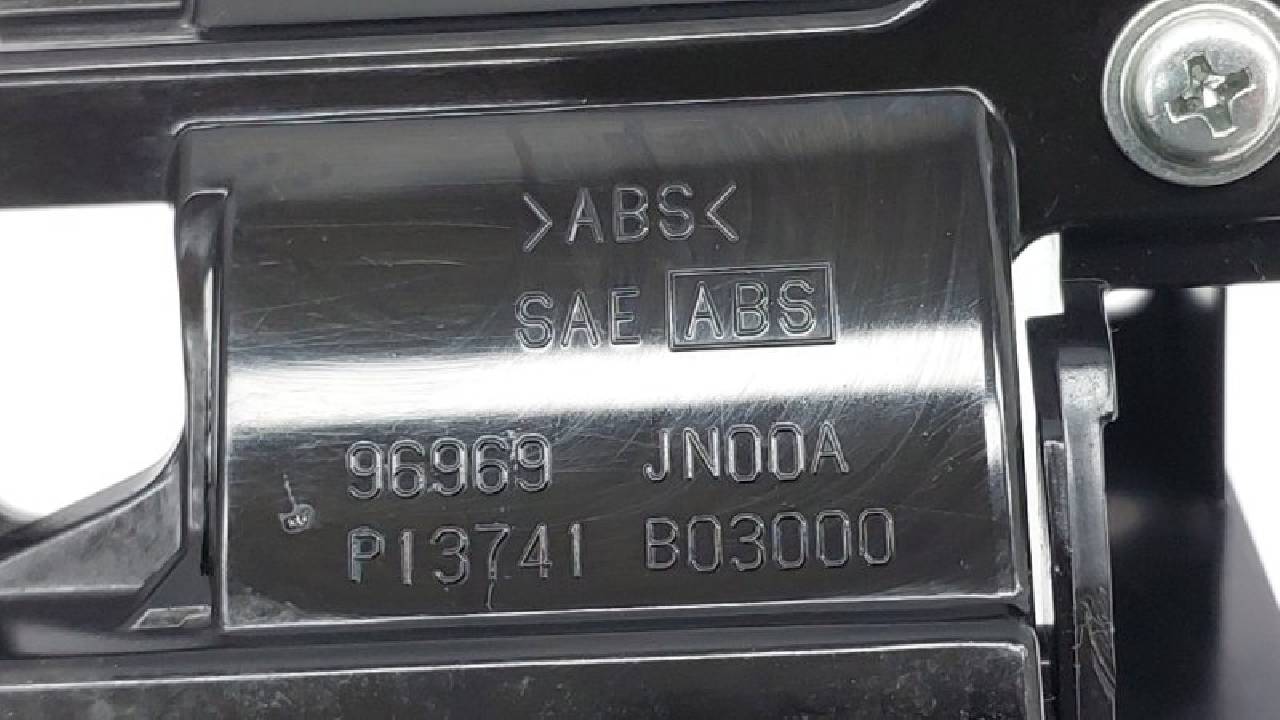 >ABS<
SAE ABS
96969 JN00A
P13741 B03000